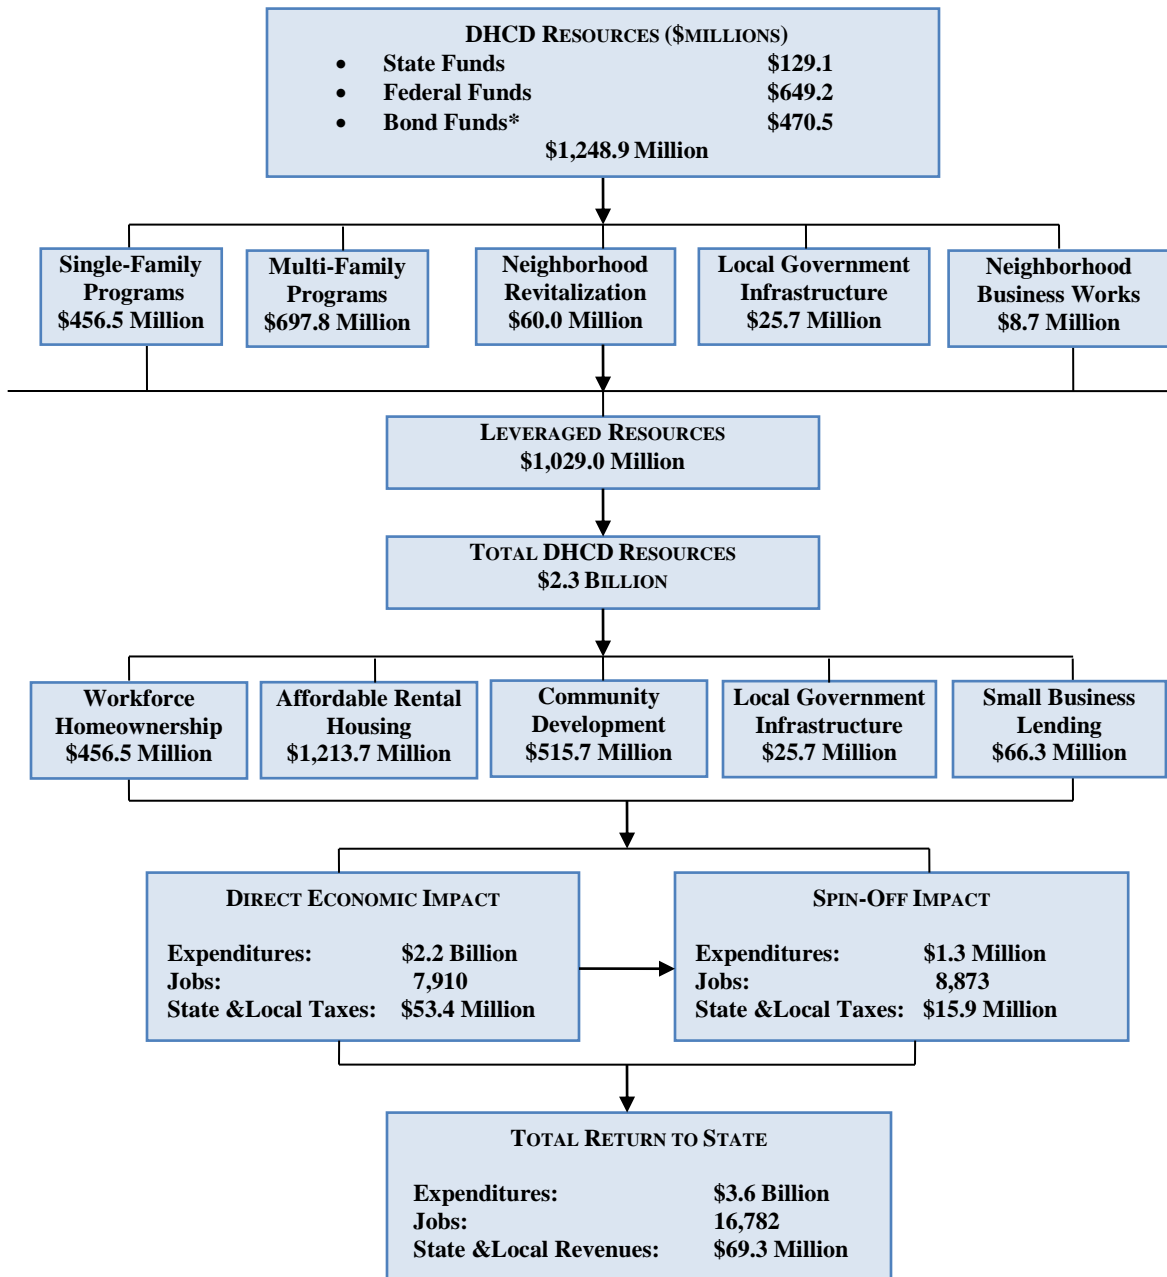 DHCD RESOURCES ($MILLIONS)
• State Funds $129.1
• Federal Funds $649.2
• Bond Funds* $470.5
$1,248.9 Million
Single-Family
Programs
$456.5 Million
Multi-Family
Programs
$697.8 Million
Neighborhood
Revitalization
$60.0 Million
Local Government
Infrastructure
$25.7 Million
Neighborhood
Business Works
$8.7 Million
LEVERAGED RESOURCES
$1,029.0 Million
TOTAL DHCD RESOURCES
$2.3 BILLION
Workforce
Homeownership
$456.5 Million
Affordable Rental
Housing
$1,213.7 Million
Community
Development
$515.7 Million
Local Government
Infrastructure
$25.7 Million
Small Business
Lending
$66.3 Million
DIRECT ECONOMIC IMPACT
Expenditures: $2.2 Billion
Jobs: 7,910
State &Local Taxes: $53.4 Million
SPIN-OFF IMPACT
Expenditures: $1.3 Million
Jobs: 8,873
State &Local Taxes: $15.9 Million
TOTAL RETURN TO STATE
Expenditures: $3.6 Billion
Jobs: 16,782
State &Local Revenues: $69.3 Million